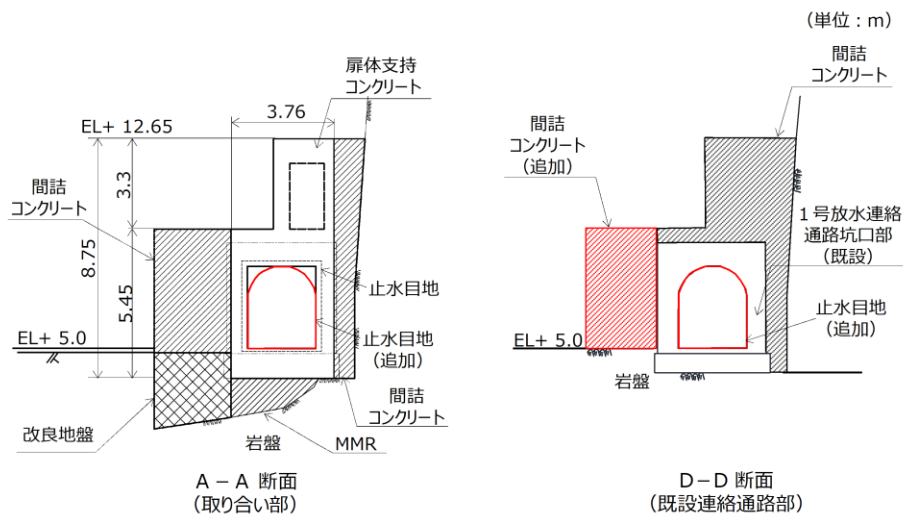 （単位：m）
扉体支持
コンクリート
3.76
EL+ 12.65
3.3
8.75
5.45
間詰
コンクリート
止水目地
止水目地
（追加）
EL+ 5.0
間詰
コンクリート
改良地盤
岩盤
MMR
A – A 断面
（取り合い部）
間詰
コンクリート
間詰
コンクリート
（追加）
１号放水連絡
通路坑口部
（既設）
止水目地
（追加）
EL+ 5.0
岩盤
D–D 断面
（既設連絡通路部）